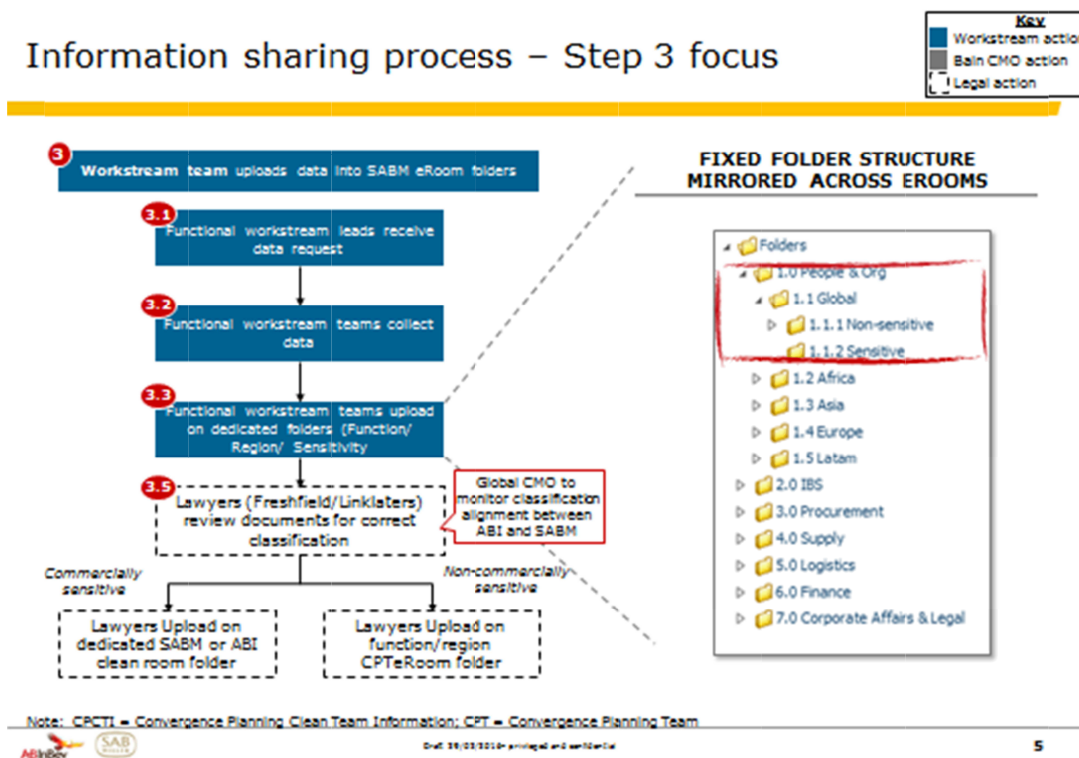 Information sharing process – Step 3 focus
Key
Workstream action
Bain CMO action
Legal action
3
Workstream team uploads data into SABM eRoom folders
3.1
Functional workstream leads receive
data request
3.2
Functional workstream teams collect
data
3.3
Functional workstream teams upload
on dedicated folders (Function/
Region/ Sensitivity
3.5
Lawyers (Freshfield/Linklaters)
review documents for correct
classification
Global CMO to
monitor classification
alignment between
ABI and SABM
Commercially
sensitive
Non-commercially
sensitive
Lawyers Upload on
dedicated SABM or ABI
clean room folder
Lawyers Upload on
function/region
CPTeRoom folder
FIXED FOLDER STRUCTURE
MIRRORED ACROSS EROOMS
Folders
1.0 People & Org
1.1 Global
1.1.1 Non-sensitive
1.1.2 Sensitive
1.2 Africa
1.3 Asia
1.4 Europe
1.5 Latam
2.0 IBS
3.0 Procurement
4.0 Supply
5.0 Logistics
6.0 Finance
7.0 Corporate Affairs & Legal
Note: CPCTI = Convergence Planning Clean Team Information; CPT = Convergence Planning Team
ABInBev
SAB
MILLER
Draft privileged and confidential
5